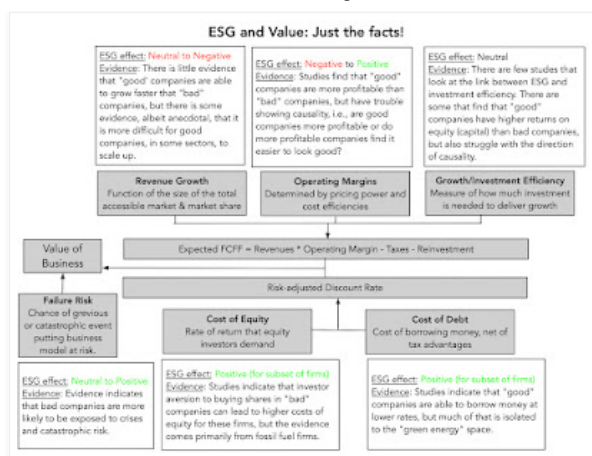 ESG and Value: Just the facts!
ESG effect: Neutral to Negative
Evidence: There is little evidence
that "good' companies are able
to grow faster that "bad"
companies, but there is some
evidence, albeit anecdotal, that it
is more difficult for good
companies, in some sectors, to
scale up.
ESG effect: Negative to Positive
Evidence: Studies find that "good"
companies are more profitable than
"bad" companies, but have trouble
showing causality, i.e., are good
companies more profitable or do
more profitable companies find it
easier to look good?
ESG effect: Neutral
Evidence: There are few studes that
look at the link between ESG and
investment efficiency. There are
some that find that "good"
companies have higher returns on
equity (capital) than bad companies,
but also struggle with the direction
of causality.
Revenue Growth
Function of the size of the total
accessible market & market share
Operating Margins
Determined by pricing power and
cost efficiencies
Growth/Investment Efficiency
Measure of how much investment
is needed to deliver growth
Value of
Business
Expected FCFF = Revenues * Operating Margin - Taxes - Reinvestment
Risk-adjusted Discount Rate
Failure Risk
Chance of grevious
or catastrophic event
putting business
model at risk.
Cost of Equity
Rate of return that equity
investors demand
Cost of Debt
Cost of borrowing money, net of
tax advantages
ESG effect: Neutral to Positive
Evidence: Evidence indicates
that bad companies are more
likely to be exposed to crises
and catastrophic risk.
ESG effect: Positive (for subset of firms)
Evidence: Studies indicate that investor
aversion to buying shares in "bad"
companies can lead to higher costs of
equity for these firms, but the evidence
comes primarily from fossil fuel firms.
ESG effect: Positive (for subset of firms)
Evidence: Studies indicate that "good"
companies are able to borrow money at
lower rates, but much of that is isolated
to the "green energy" space.